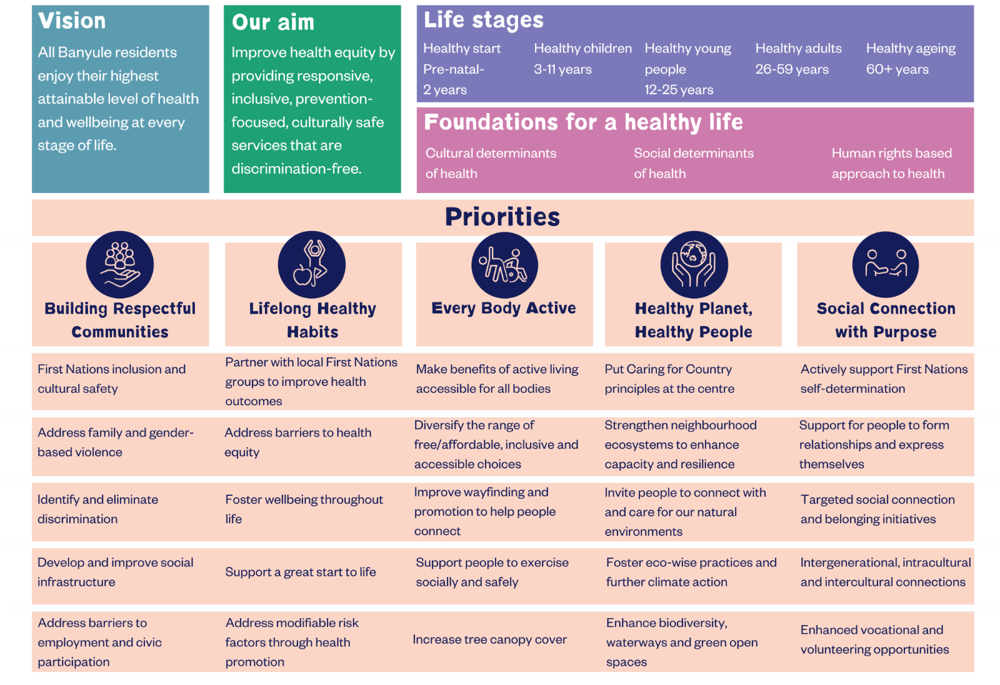 Vision
All Banyule residents
enjoy their highest
attainable level of health
and wellbeing at every
stage of life.
Our aim
Improve health equity by
providing responsive,
inclusive, prevention-
focused, culturally safe
services that are
discrimination-free.
Life stages
Healthy start
Pre-natal-
2 years
Healthy children
3-11 years
Healthy young
people
12-25 years
Healthy adults
26-59 years
Healthy ageing
60+ years
Foundations for a healthy life
Cultural determinants
of health
Social determinants
of health
Human rights based
approach to health
Priorities
Building Respectful
Communities
Lifelong Healthy
Habits
Every Body Active
Healthy Planet,
Healthy People
Social Connection
with Purpose
First Nations inclusion and
cultural safety
Partner with local First Nations
groups to improve health
outcomes
Make benefits of active living
accessible for all bodies
Put Caring for Country
principles at the centre
Actively support First Nations
self-determination
Address family and gender-
based violence
Address barriers to health
equity
Diversify the range of
free/affordable, inclusive and
accessible choices
Strengthen neighbourhood
ecosystems to enhance
capacity and resilience
Support for people to form
relationships and express
themselves
Identify and eliminate
discrimination
Foster wellbeing throughout
life
Improve wayfinding and
promotion to help people
connect
Invite people to connect with
and care for our natural
environments
Targeted social connection
and belonging initiatives
Develop and improve social
infrastructure
Support a great start to life
Support people to exercise
socially and safely
Foster eco-wise practices and
further climate action
Intergenerational, intracultural
and intercultural connections
Address barriers to
employment and civic
participation
Address modifiable risk
factors through health
promotion
Increase tree canopy cover
Enhance biodiversity,
waterways and green open
spaces
Enhanced vocational and
volunteering opportunities